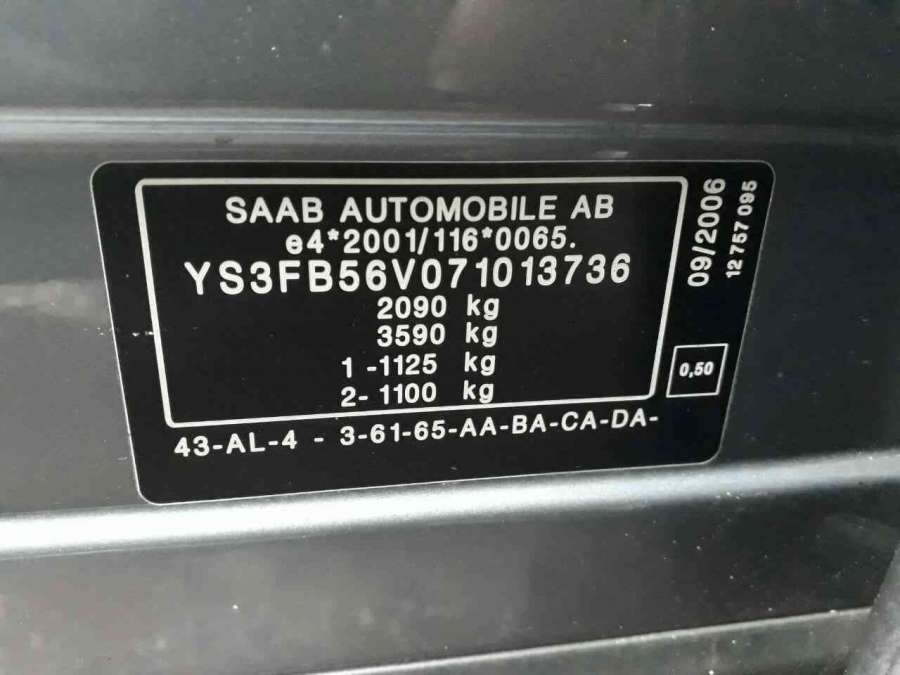 SAAB AUTOMOBILE AB
e4*2001/116*0065.
YS3FB56V071013736
2090 kg
3590 kg
1 -1125 kg
2- 1100 kg
43-AL-4 - 3-61-65-AA-BA-CA-DA-
09/2006
12 757 095
0,50